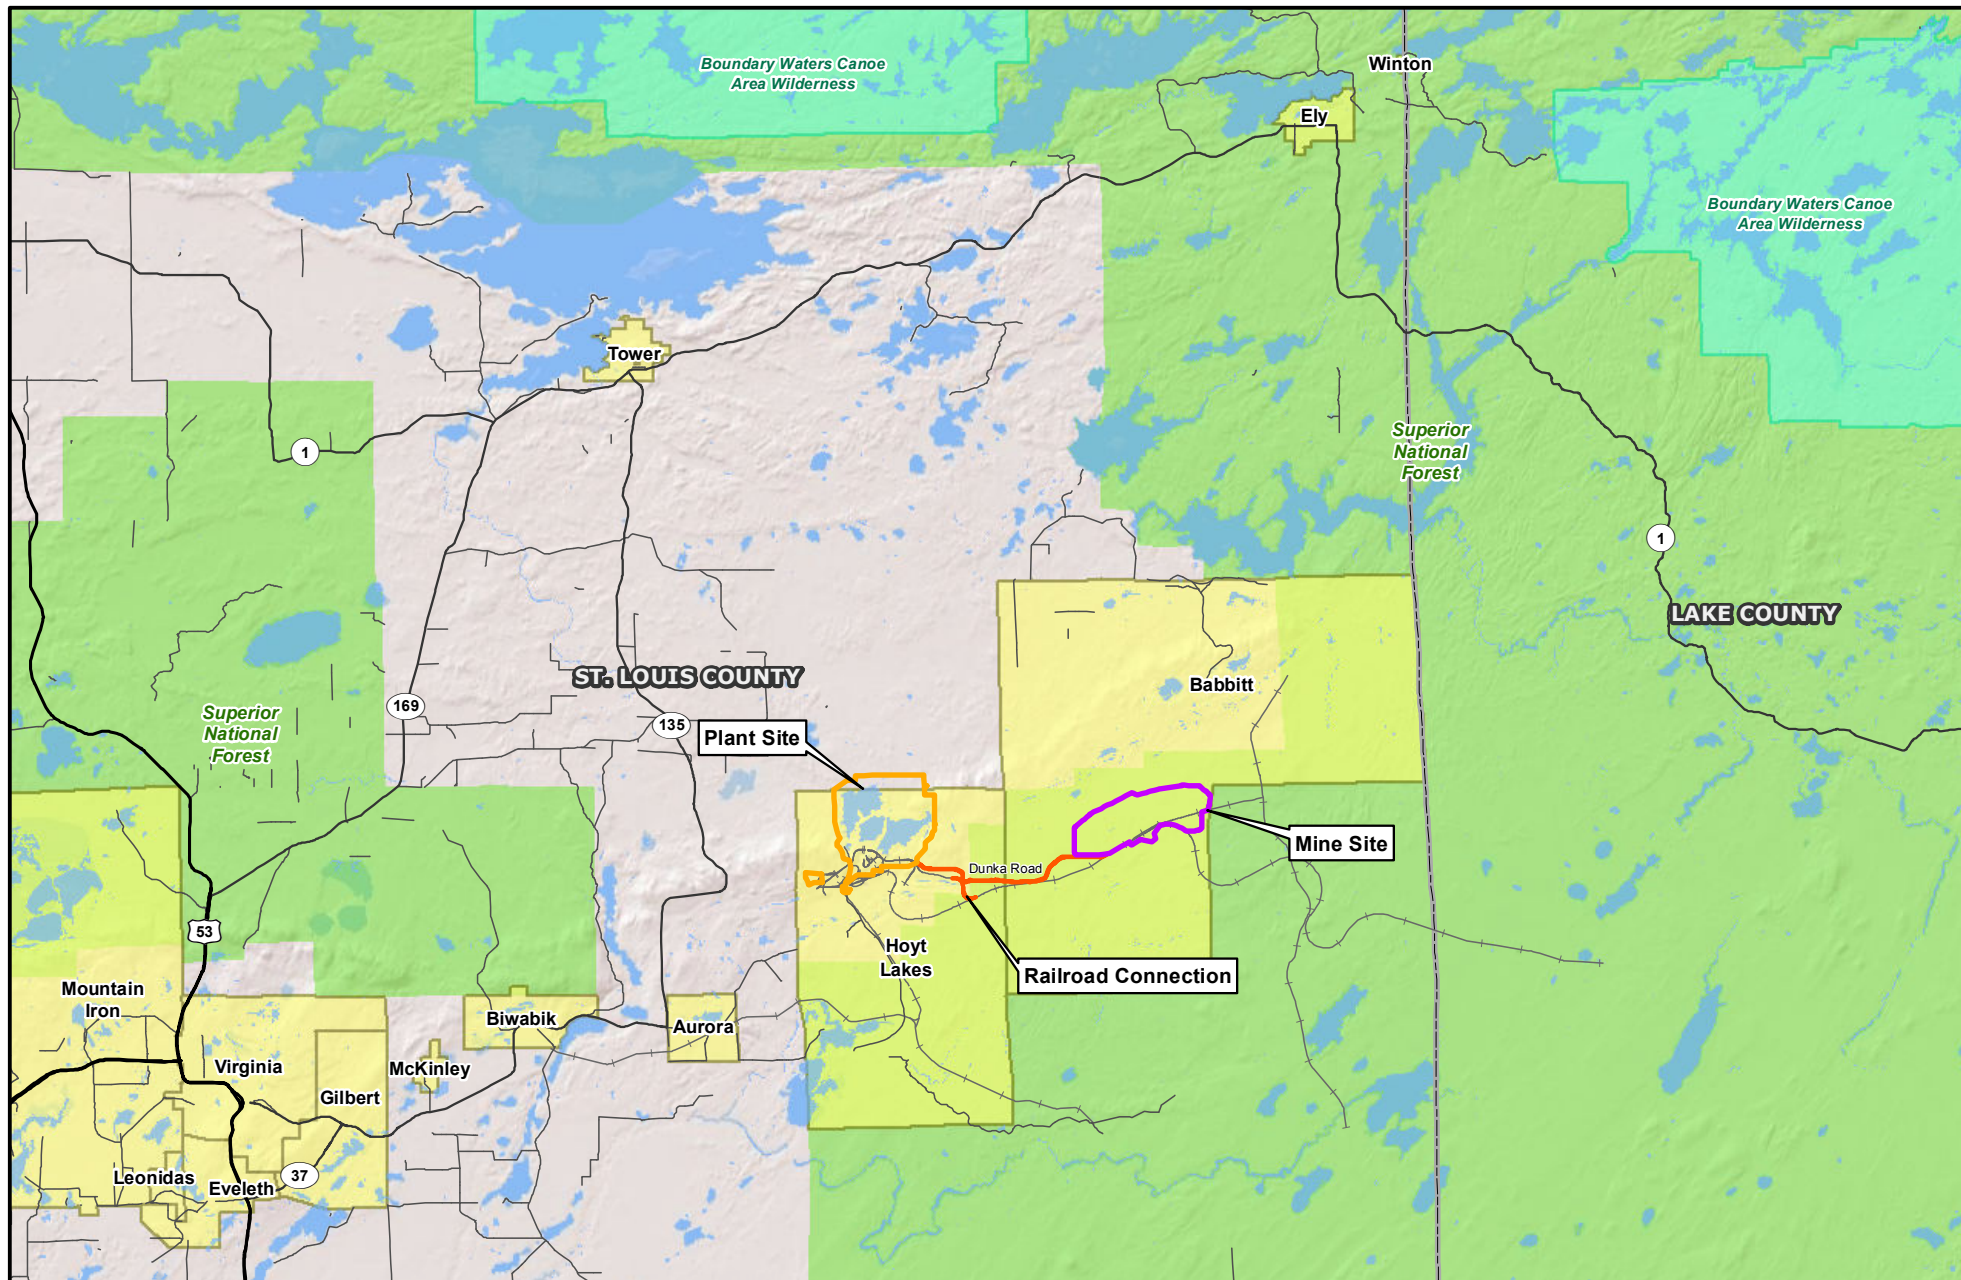 Boundary Waters Canoe
Area Wilderness
Winton
Ely
Boundary Waters Canoe
Area Wilderness
Tower
1
Superior
National
Forest
1
LAKE COUNTY
ST. LOUIS COUNTY
Babbitt
169
Superior
National
Forest
135
Plant Site
Mine Site
Dunka Road
53
Hoyt
Lakes
Railroad Connection
Mountain
Iron
Biwabik
Aurora
Virginia
McKinley
Gilbert
Leonidas
37
Eveleth